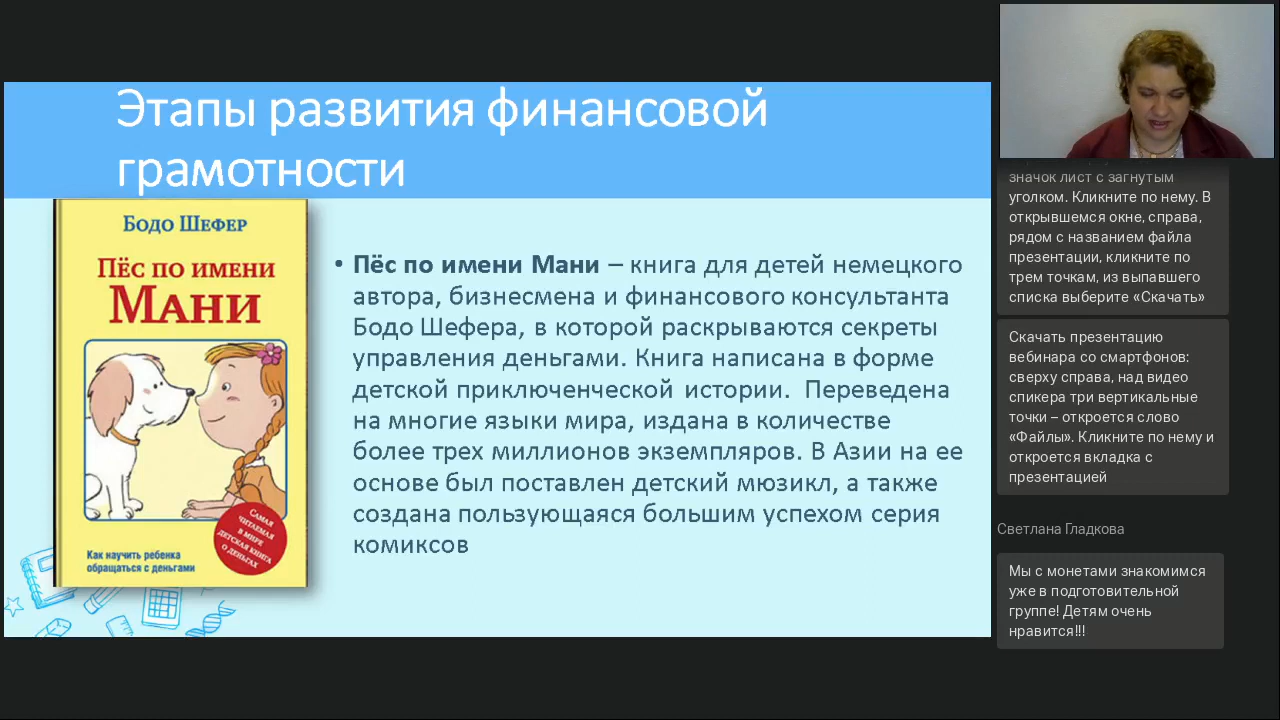 Этапы развития финансовой
грамотности
Бодо Шефер
Пёс по имени
Мани
Самая
читаемая
в мире
детская книга
о деньгах
Как научить ребенка
обращаться с деньгами
• Пёс по имени Мани – книга для детей немецкого
автора, бизнесмена и финансового консультанта
Бодо Шефера, в которой раскрываются секреты
управления деньгами. Книга написана в форме
детской приключенческой истории. Переведена
на многие языки мира, издана в количестве
более трех миллионов экземпляров. В Азии на ее
основе был поставлен детский мюзикл, а также
создана пользующаяся большим успехом серия
комиксов
значок лист с загнутым
уголком. Кликните по нему. В
открывшемся окне, справа,
рядом с названием файла
презентации, кликните по
трем точкам, из выпавшего
списка выберите «Скачать»
Скачать презентацию
вебинара со смартфонов:
сверху справа, над видео
спикера три вертикальные
точки – откроется слово
«Файлы». Кликните по нему и
откроется вкладка с
презентацией
Светлана Гладкова
Мы с монетами знакомимся
уже в подготовительной
группе! Детям очень
нравится!!!